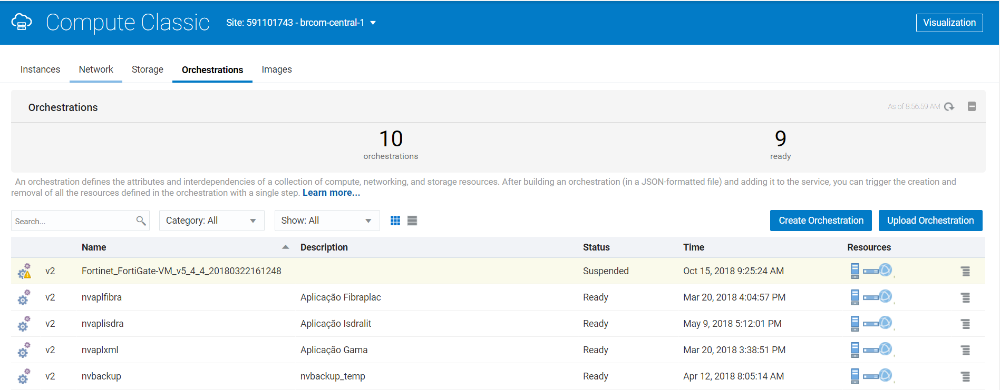 Compute Classic Site: 591101743 - brcom-central-1 Visualization
Instances Network Storage Orchestrations Images
Orchestrations As of 8:56:59 AM
10 9
orchestrations ready
An orchestration defines the attributes and interdependencies of a collection of compute, networking, and storage resources. After building an orchestration (in a JSON-formatted file) and adding it to the service, you can trigger the creation and
removal of all the resources defined in the orchestration with a single step. Learn more...
Search... Category: All Show: All Create Orchestration Upload Orchestration
Name Description Status Time Resources
v2 Fortinet_FortiGate-VM_v5_4_4_20180322161248 Suspended Oct 15, 2018 9:25:24 AM
v2 nvaplfibra Aplicação Fibraplac Ready Mar 20, 2018 4:04:57 PM
v2 nvaplisdra Aplicação Isdralit Ready May 9, 2018 5:12:01 PM
v2 nvaplxml Aplicação Gama Ready Mar 20, 2018 3:38:51 PM
v2 nvbackup nvbackup_temp Ready Apr 12, 2018 8:05:14 AM